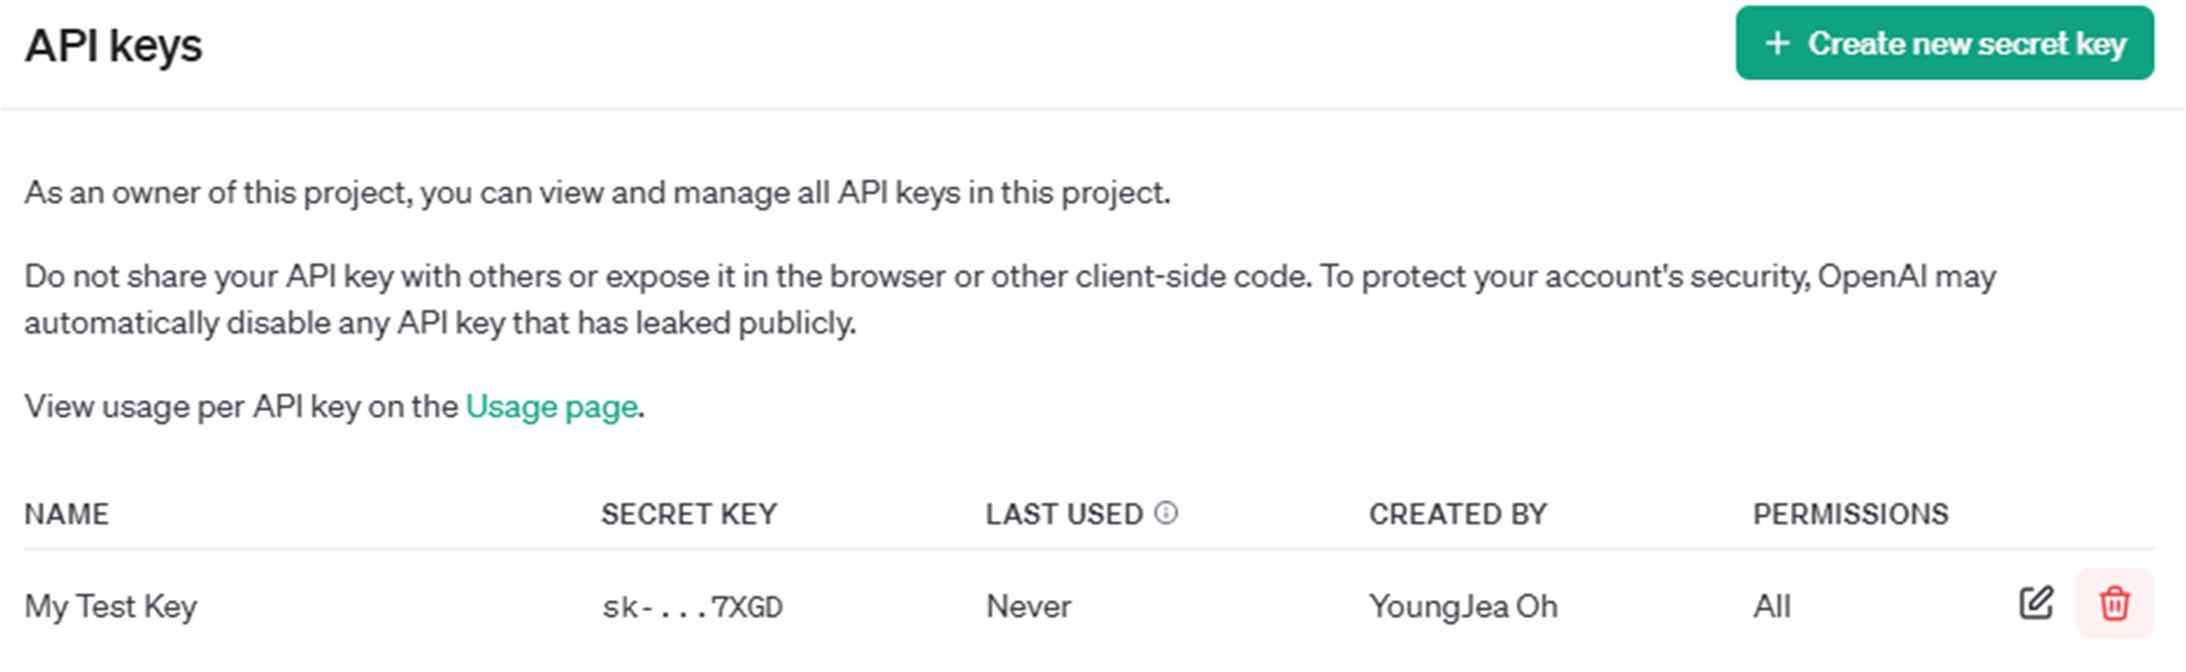 API keys
+ Create new secret key
As an owner of this project, you can view and manage all API keys in this project.
Do not share your API key with others or expose it in the browser or other client-side code. To protect your account's security, OpenAI may
automatically disable any API key that has leaked publicly.
View usage per API key on the Usage page.
NAME SECRET KEY LAST USED CREATED BY PERMISSIONS
My Test Key sk-...7XGD Never YoungJea Oh All